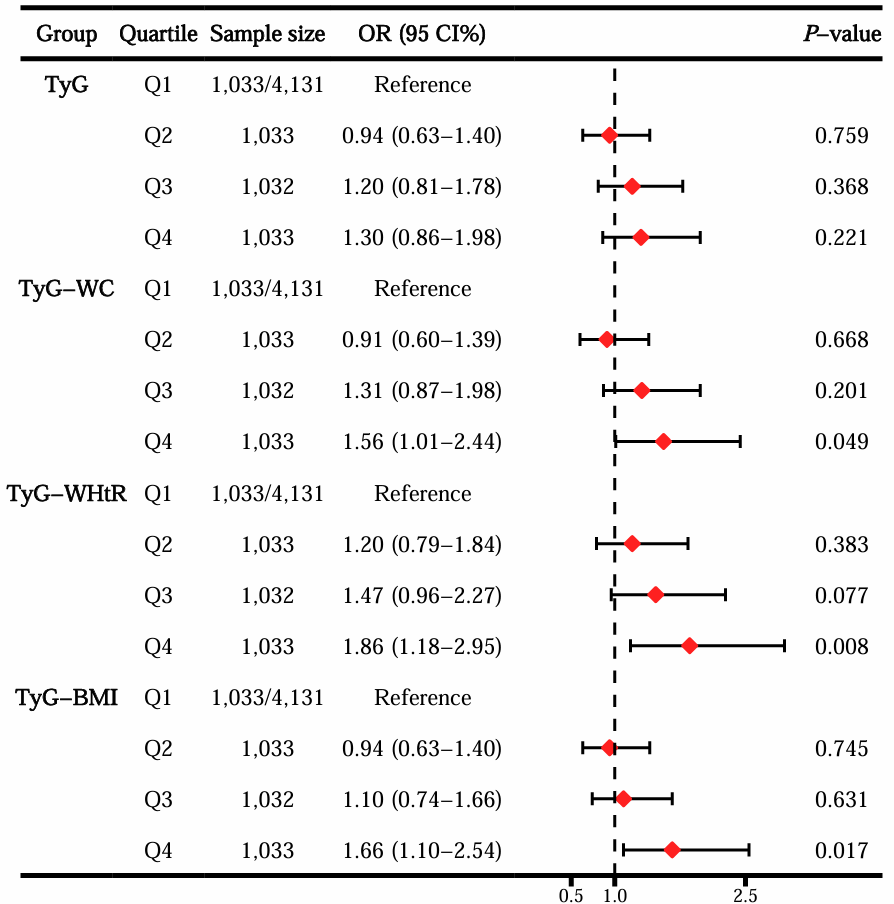 Group Quartile Sample size OR (95 CI%) P–value
TyG Q1 1,033/4,131 Reference
Q2 1,033 0.94 (0.63–1.40) 0.759
Q3 1,032 1.20 (0.81–1.78) 0.368
Q4 1,033 1.30 (0.86–1.98) 0.221
TyG–WC Q1 1,033/4,131 Reference
Q2 1,033 0.91 (0.60–1.39) 0.668
Q3 1,032 1.31 (0.87–1.98) 0.201
Q4 1,033 1.56 (1.01–2.44) 0.049
TyG–WHtR Q1 1,033/4,131 Reference
Q2 1,033 1.20 (0.79–1.84) 0.383
Q3 1,032 1.47 (0.96–2.27) 0.077
Q4 1,033 1.86 (1.18–2.95) 0.008
TyG–BMI Q1 1,033/4,131 Reference
Q2 1,033 0.94 (0.63–1.40) 0.745
Q3 1,032 1.10 (0.74–1.66) 0.631
Q4 1,033 1.66 (1.10–2.54) 0.017
0.5 1.0 2.5